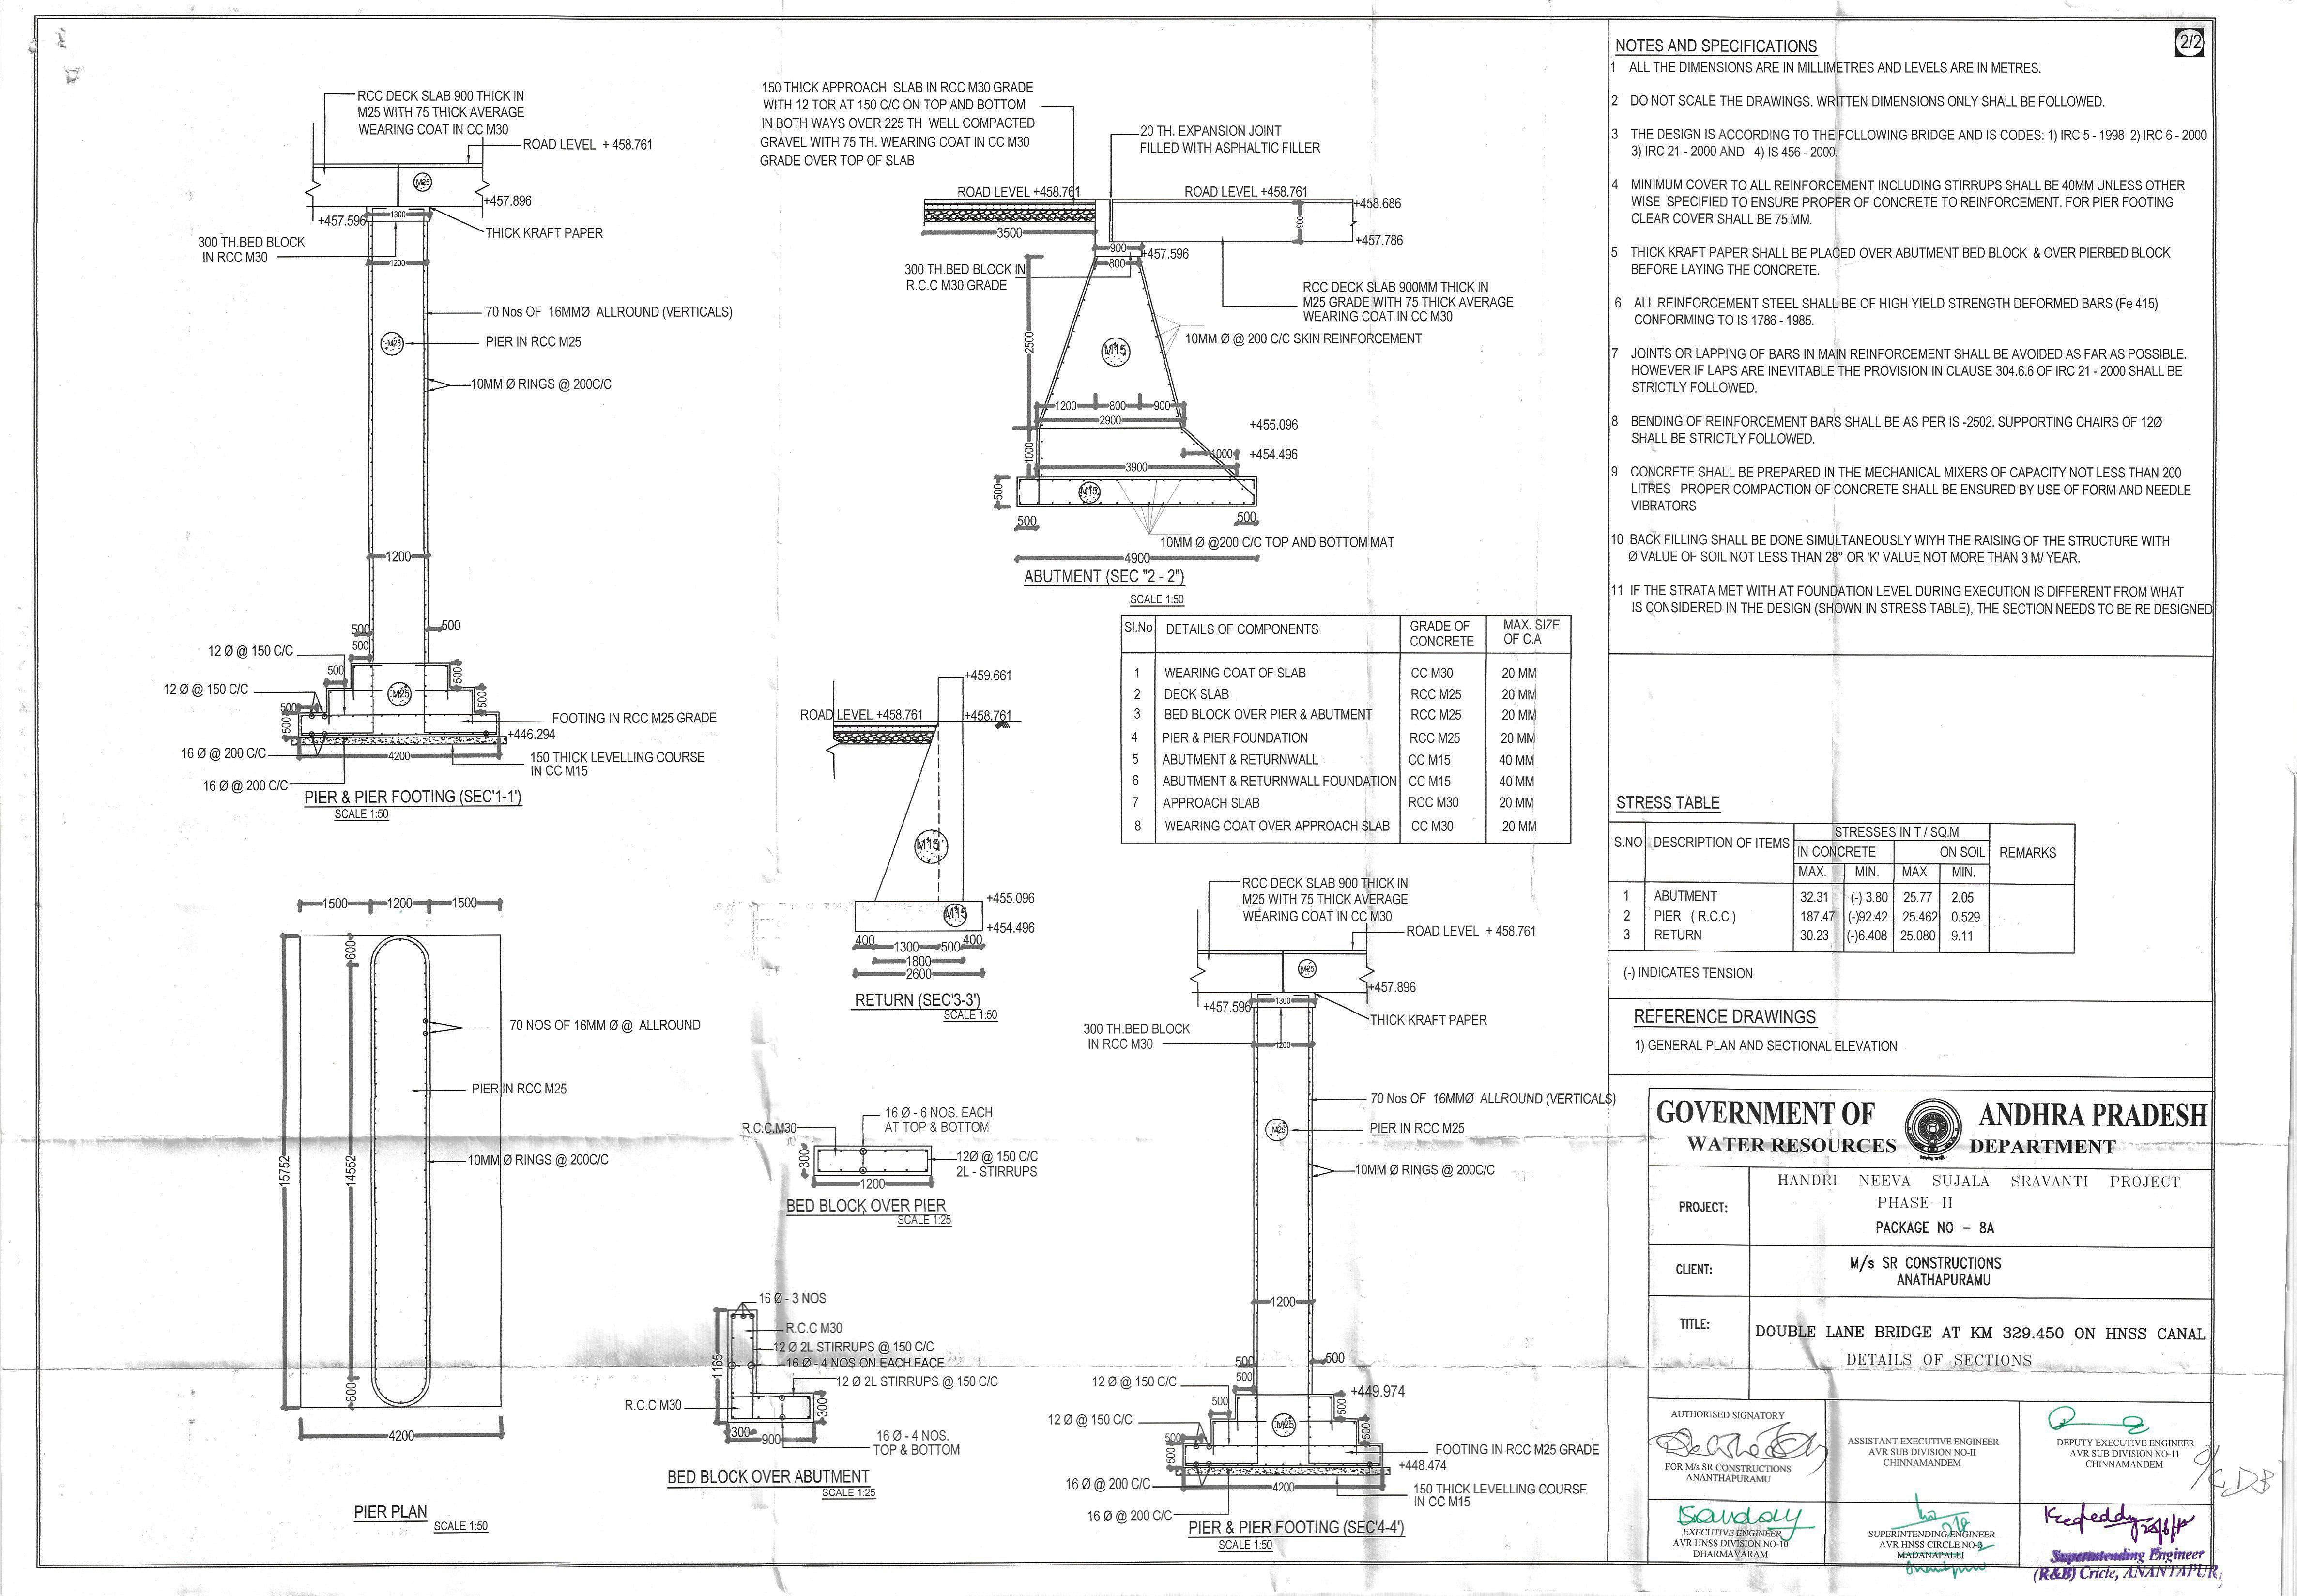 RCC DECK SLAB 900 THICK IN
M25 WITH 75 THICK AVERAGE
WEARING COAT IN CC M30
ROAD LEVEL + 458.761
M25
+457.896
+457.596
1300
THICK KRAFT PAPER
300 TH.BED BLOCK
IN RCC M30
1200
70 Nos OF 16MMØ ALLROUND (VERTICALS)
M25
PIER IN RCC M25
10MM Ø RINGS @ 200C/C
1200
500
500
500
12 Ø @ 150 C/C
500
500
12 Ø @ 150 C/C
M25
500
500
500
FOOTING IN RCC M25 GRADE
+446.294
16 Ø @ 200 C/C
4200
150 THICK LEVELLING COURSE
IN CC M15
16 Ø @ 200 C/C
PIER & PIER FOOTING (SEC'1-1')
SCALE 1:50
150 THICK APPROACH SLAB IN RCC M30 GRADE
WITH 12 TOR AT 150 C/C ON TOP AND BOTTOM
IN BOTH WAYS OVER 225 TH WELL COMPACTED
GRAVEL WITH 75 TH. WEARING COAT IN CC M30
GRADE OVER TOP OF SLAB
20 TH. EXPANSION JOINT
FILLED WITH ASPHALTIC FILLER
ROAD LEVEL +458.761
ROAD LEVEL +458.761
+458.686
3500
900
+457.786
900
+457.596
800
300 TH.BED BLOCK IN
R.C.C M30 GRADE
RCC DECK SLAB 900MM THICK IN
M25 GRADE WITH 75 THICK AVERAGE
WEARING COAT IN CC M30
10MM Ø @ 200 C/C SKIN REINFORCEMENT
2500
M15
1200
800
900
2900
+455.096
1000
1000
+454.496
3900
500
M15
500
500
10MM Ø @200 C/C TOP AND BOTTOM MAT
4900
ABUTMENT (SEC "2 - 2")
SCALE 1:50
Sl.No DETAILS OF COMPONENTS GRADE OF CONCRETE MAX. SIZE OF C.A
1 WEARING COAT OF SLAB CC M30 20 MM
2 DECK SLAB RCC M25 20 MM
3 BED BLOCK OVER PIER & ABUTMENT RCC M25 20 MM
4 PIER & PIER FOUNDATION RCC M25 20 MM
5 ABUTMENT & RETURNWALL CC M15 40 MM
6 ABUTMENT & RETURNWALL FOUNDATION CC M15 40 MM
7 APPROACH SLAB RCC M30 20 MM
8 WEARING COAT OVER APPROACH SLAB CC M30 20 MM
+459.661
ROAD LEVEL +458.761
+458.761
M15
+455.096
M15
+454.496
400
1300
500
400
1800
2600
RETURN (SEC'3-3')
SCALE 1:50
1500
1200
1500
600
70 NOS OF 16MM Ø @ ALLROUND
PIER IN RCC M25
15752
14552
10MM Ø RINGS @ 200C/C
600
4200
PIER PLAN
SCALE 1:50
16 Ø - 6 NOS. EACH
AT TOP & BOTTOM
R.C.C.M30
300
12Ø @ 150 C/C
2L - STIRRUPS
1200
BED BLOCK OVER PIER
SCALE 1:25
16 Ø - 3 NOS
R.C.C M30
12 Ø 2L STIRRUPS @ 150 C/C
16 Ø - 4 NOS ON EACH FACE
1165
12 Ø 2L STIRRUPS @ 150 C/C
R.C.C M30
300
300
900
16 Ø - 4 NOS.
TOP & BOTTOM
BED BLOCK OVER ABUTMENT
SCALE 1:25
RCC DECK SLAB 900 THICK IN
M25 WITH 75 THICK AVERAGE
WEARING COAT IN CC M30
ROAD LEVEL + 458.761
M25
+457.896
+457.596
1300
THICK KRAFT PAPER
300 TH.BED BLOCK
IN RCC M30
1200
70 Nos OF 16MMØ ALLROUND (VERTICALS)
M25
PIER IN RCC M25
10MM Ø RINGS @ 200C/C
1200
500
500
500
12 Ø @ 150 C/C
+449.974
500
500
12 Ø @ 150 C/C
M25
500
500
500
FOOTING IN RCC M25 GRADE
+448.474
16 Ø @ 200 C/C
4200
150 THICK LEVELLING COURSE
IN CC M15
16 Ø @ 200 C/C
PIER & PIER FOOTING (SEC'4-4')
SCALE 1:50
2/2
NOTES AND SPECIFICATIONS
1 ALL THE DIMENSIONS ARE IN MILLIMETRES AND LEVELS ARE IN METRES.
2 DO NOT SCALE THE DRAWINGS. WRITTEN DIMENSIONS ONLY SHALL BE FOLLOWED.
3 THE DESIGN IS ACCORDING TO THE FOLLOWING BRIDGE AND IS CODES: 1) IRC 5 - 1998 2) IRC 6 - 2000
3) IRC 21 - 2000 AND 4) IS 456 - 2000.
4 MINIMUM COVER TO ALL REINFORCEMENT INCLUDING STIRRUPS SHALL BE 40MM UNLESS OTHER
WISE SPECIFIED TO ENSURE PROPER OF CONCRETE TO REINFORCEMENT. FOR PIER FOOTING
CLEAR COVER SHALL BE 75 MM.
5 THICK KRAFT PAPER SHALL BE PLACED OVER ABUTMENT BED BLOCK & OVER PIERBED BLOCK
BEFORE LAYING THE CONCRETE.
6 ALL REINFORCEMENT STEEL SHALL BE OF HIGH YIELD STRENGTH DEFORMED BARS (Fe 415)
CONFORMING TO IS 1786 - 1985.
7 JOINTS OR LAPPING OF BARS IN MAIN REINFORCEMENT SHALL BE AVOIDED AS FAR AS POSSIBLE.
HOWEVER IF LAPS ARE INEVITABLE THE PROVISION IN CLAUSE 304.6.6 OF IRC 21 - 2000 SHALL BE
STRICTLY FOLLOWED.
8 BENDING OF REINFORCEMENT BARS SHALL BE AS PER IS -2502. SUPPORTING CHAIRS OF 12Ø
SHALL BE STRICTLY FOLLOWED.
9 CONCRETE SHALL BE PREPARED IN THE MECHANICAL MIXERS OF CAPACITY NOT LESS THAN 200
LITRES PROPER COMPACTION OF CONCRETE SHALL BE ENSURED BY USE OF FORM AND NEEDLE
VIBRATORS
10 BACK FILLING SHALL BE DONE SIMULTANEOUSLY WIYH THE RAISING OF THE STRUCTURE WITH
Ø VALUE OF SOIL NOT LESS THAN 28° OR 'K' VALUE NOT MORE THAN 3 M/ YEAR.
11 IF THE STRATA MET WITH AT FOUNDATION LEVEL DURING EXECUTION IS DIFFERENT FROM WHAT
IS CONSIDERED IN THE DESIGN (SHOWN IN STRESS TABLE), THE SECTION NEEDS TO BE RE DESIGNED
STRESS TABLE
S.NO DESCRIPTION OF ITEMS STRESSES IN T / SQ.M REMARKS
IN CONCRETE ON SOIL
MAX. MIN. MAX MIN.
1 ABUTMENT 32.31 (-) 3.80 25.77 2.05
2 PIER ( R.C.C ) 187.47 (-)92.42 25.462 0.529
3 RETURN 30.23 (-)6.408 25.080 9.11
(-) INDICATES TENSION
REFERENCE DRAWINGS
1) GENERAL PLAN AND SECTIONAL ELEVATION
GOVERNMENT OF ANDHRA PRADESH
WATER RESOURCES DEPARTMENT
PROJECT: HANDRI NEEVA SUJALA SRAVANTI PROJECT
PHASE-II
PACKAGE NO - 8A
CLIENT: M/s SR CONSTRUCTIONS
ANATHAPURAMU
TITLE: DOUBLE LANE BRIDGE AT KM 329.450 ON HNSS CANAL
DETAILS OF SECTIONS
AUTHORISED SIGNATORY
FOR M/s SR CONSTRUCTIONS
ANANTHAPURAMU
ASSISTANT EXECUTIVE ENGINEER
AVR SUB DIVISION NO-II
CHINNAMANDEM
DEPUTY EXECUTIVE ENGINEER
AVR SUB DIVISION NO-11
CHINNAMANDEM
EXECUTIVE ENGINEER
AVR HNSS DIVISION NO-10
DHARMAVARAM
SUPERINTENDING ENGINEER
AVR HNSS CIRCLE NO-2
MADANAPALLI
Superintending Engineer
(R&B) Cricle, ANANTAPUR